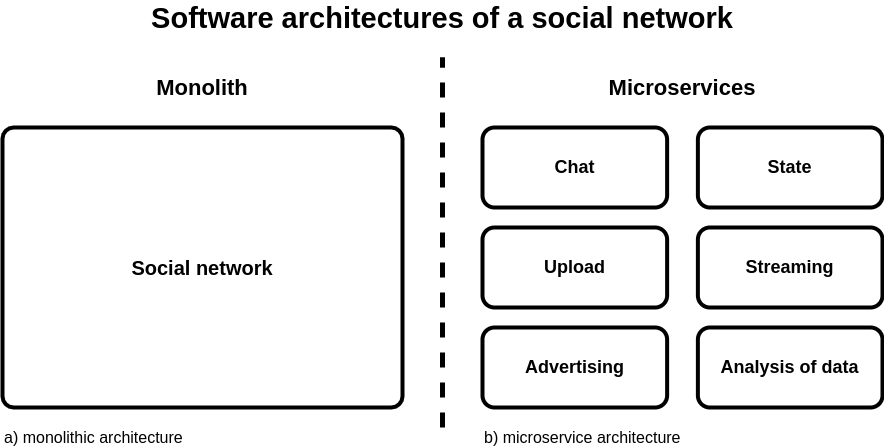 Software architectures of a social network
Monolith
Social network
a) monolithic architecture
Microservices
Chat
State
Upload
Streaming
Advertising
Analysis of data
b) microservice architecture